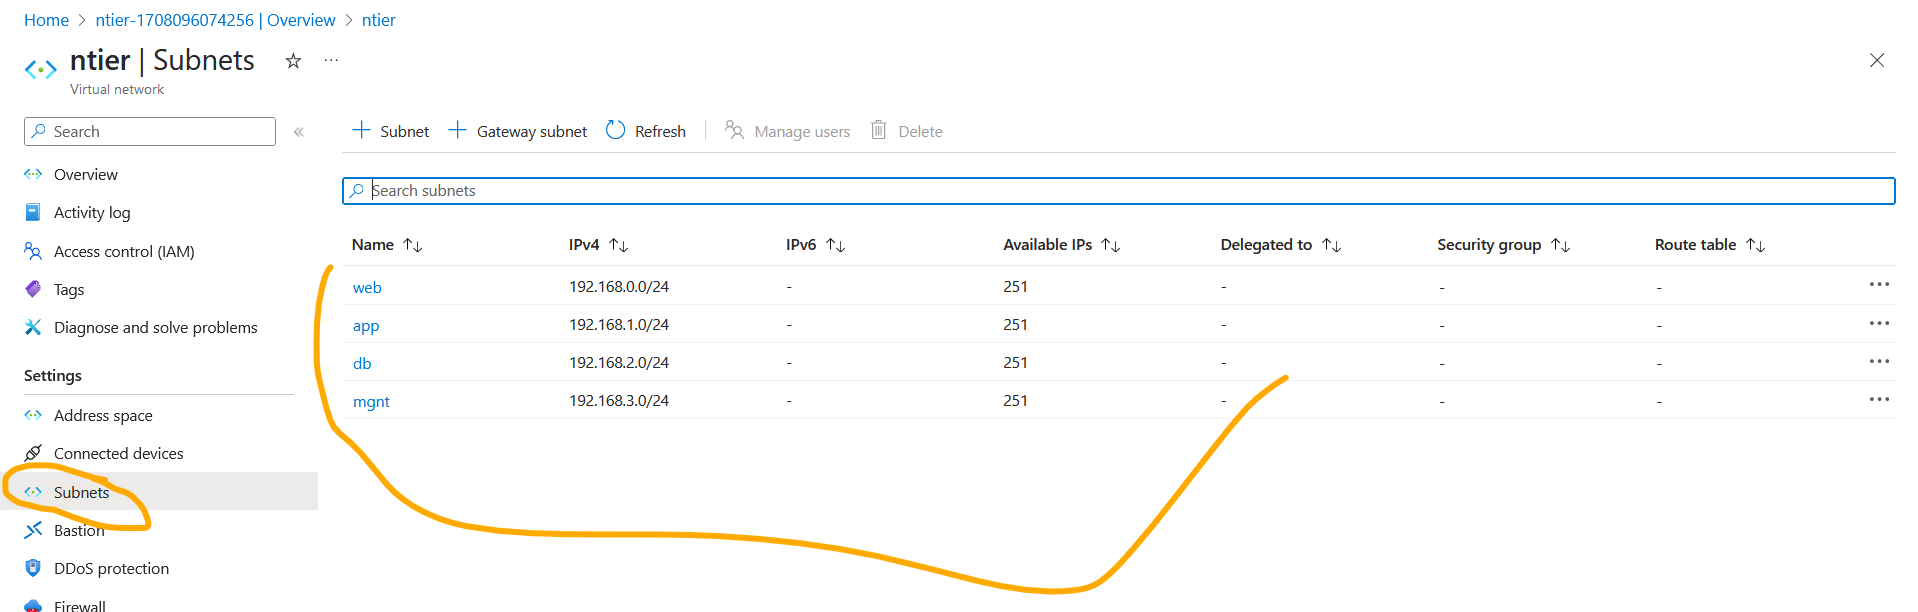 Home > ntier-1708096074256 | Overview > ntier
ntier | Subnets ☆ ···
Virtual network
Search «
Overview
Activity log
Access control (IAM)
Tags
Diagnose and solve problems
Settings
Address space
Connected devices
Subnets
Bastion
DDoS protection
Firewall
+ Subnet + Gateway subnet Refresh | Manage users Delete
Search subnets
Name ↑↓ IPv4 ↑↓ IPv6 ↑↓ Available IPs ↑↓ Delegated to ↑↓ Security group ↑↓ Route table ↑↓
web 192.168.0.0/24 - 251 - - - ···
app 192.168.1.0/24 - 251 - - - ···
db 192.168.2.0/24 - 251 - - - ···
mgnt 192.168.3.0/24 - 251 - - - ···